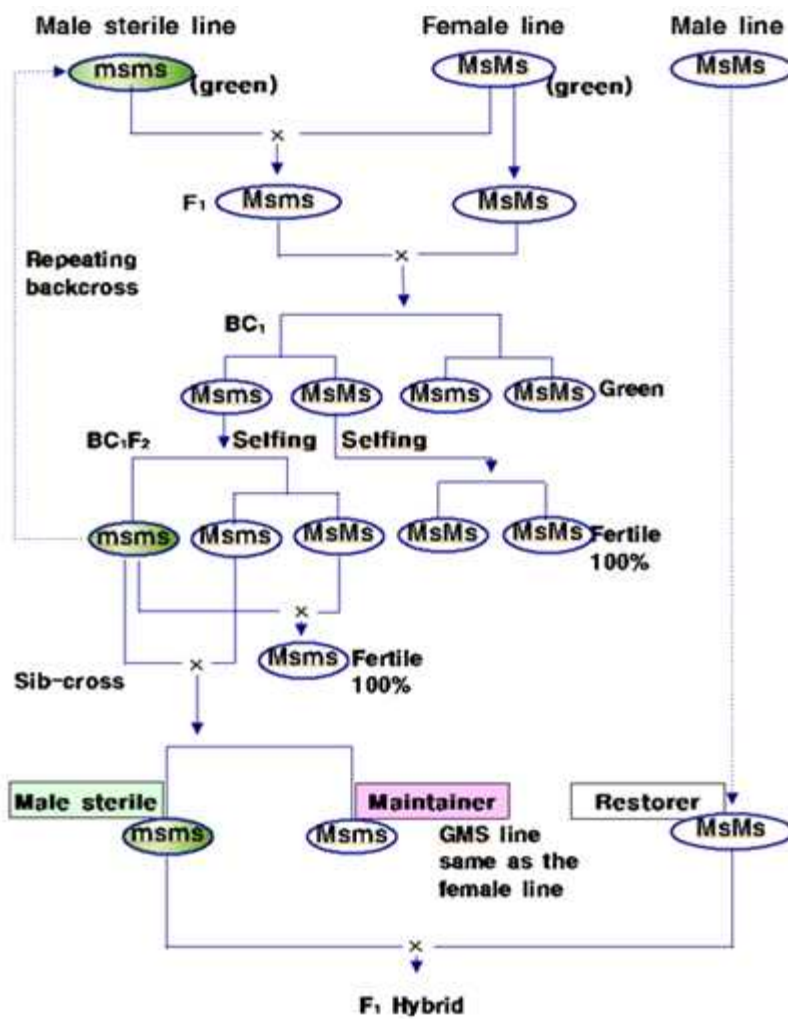 Male sterile line
Female line
Male line
msms
(green)
MsMs
(green)
MsMs
×
F₁
Msms
MsMs
×
Repeating
backcross
BC₁
Msms
MsMs
Msms
MsMs
Green
Selfing
Selfing
BC₁F₂
msms
Msms
MsMs
MsMs
MsMs
Fertile
100%
×
Msms
Fertile
100%
×
Sib-cross
Male sterile
Maintainer
Restorer
msms
Msms
GMS line
same as the
female line
MsMs
×
F₁ Hybrid